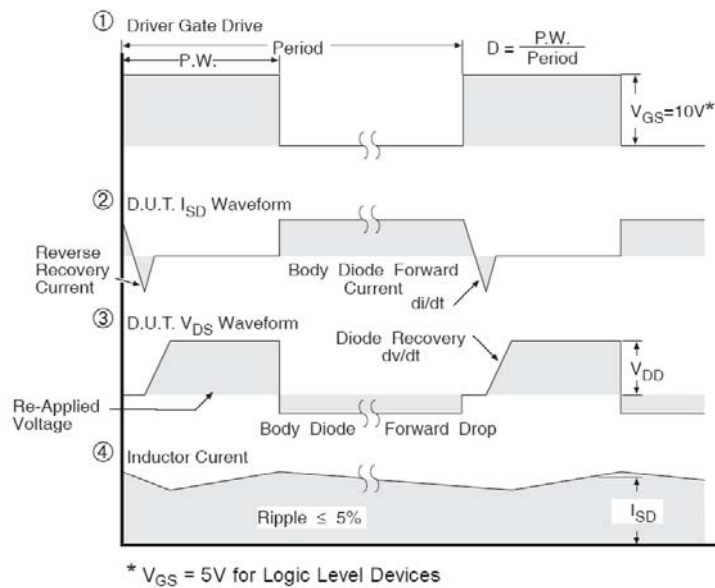 ① Driver Gate Drive
Period
P.W.
D = P.W. / Period
V_GS=10V*
② D.U.T. I_SD Waveform
Reverse
Recovery
Current
Body Diode Forward
Current
di/dt
③ D.U.T. V_DS Waveform
Diode Recovery
dv/dt
V_DD
Re-Applied
Voltage
Body Diode Forward Drop
④ Inductor Curent
Ripple ≤ 5%
I_SD
* V_GS = 5V for Logic Level Devices